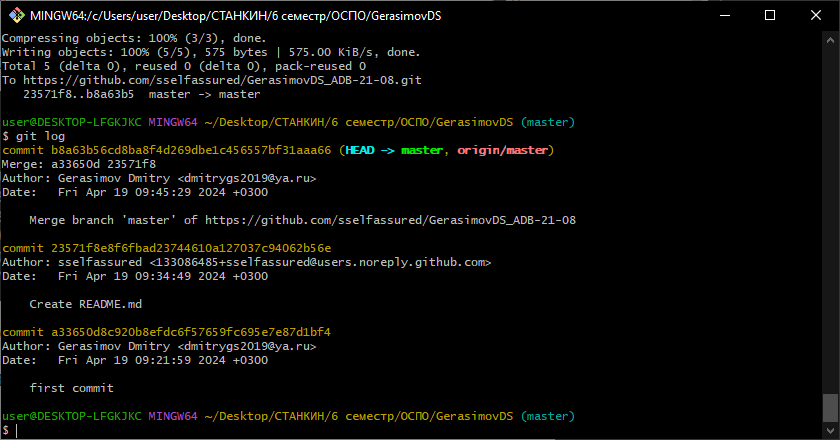 MINGW64:/c/Users/user/Desktop/СТАНКИН/6 семестр/ОСПО/GerasimovDS
Compressing objects: 100% (3/3), done.
Writing objects: 100% (5/5), 575 bytes | 575.00 KiB/s, done.
Total 5 (delta 0), reused 0 (delta 0), pack-reused 0
To https://github.com/sselfassured/GerasimovDS_ADB-21-08.git
   23571f8..b8a63b5  master -> master

user@DESKTOP-LFGKJKC MINGW64 ~/Desktop/СТАНКИН/6 семестр/ОСПО/GerasimovDS (master)
$ git log
commit b8a63b56cd8ba8f4d269dbe1c456557bf31aaa66 (HEAD -> master, origin/master)
Merge: a33650d 23571f8
Author: Gerasimov Dmitry <dmitrygs2019@ya.ru>
Date:   Fri Apr 19 09:45:29 2024 +0300

    Merge branch 'master' of https://github.com/sselfassured/GerasimovDS_ADB-21-08

commit 23571f8e8f6fbad23744610a127037c94062b56e
Author: sselfassured <133086485+sselfassured@users.noreply.github.com>
Date:   Fri Apr 19 09:34:49 2024 +0300

    Create README.md

commit a33650d8c920b8efdc6f57659fc695e7e87d1bf4
Author: Gerasimov Dmitry <dmitrygs2019@ya.ru>
Date:   Fri Apr 19 09:21:59 2024 +0300

    first commit

user@DESKTOP-LFGKJKC MINGW64 ~/Desktop/СТАНКИН/6 семестр/ОСПО/GerasimovDS (master)
$